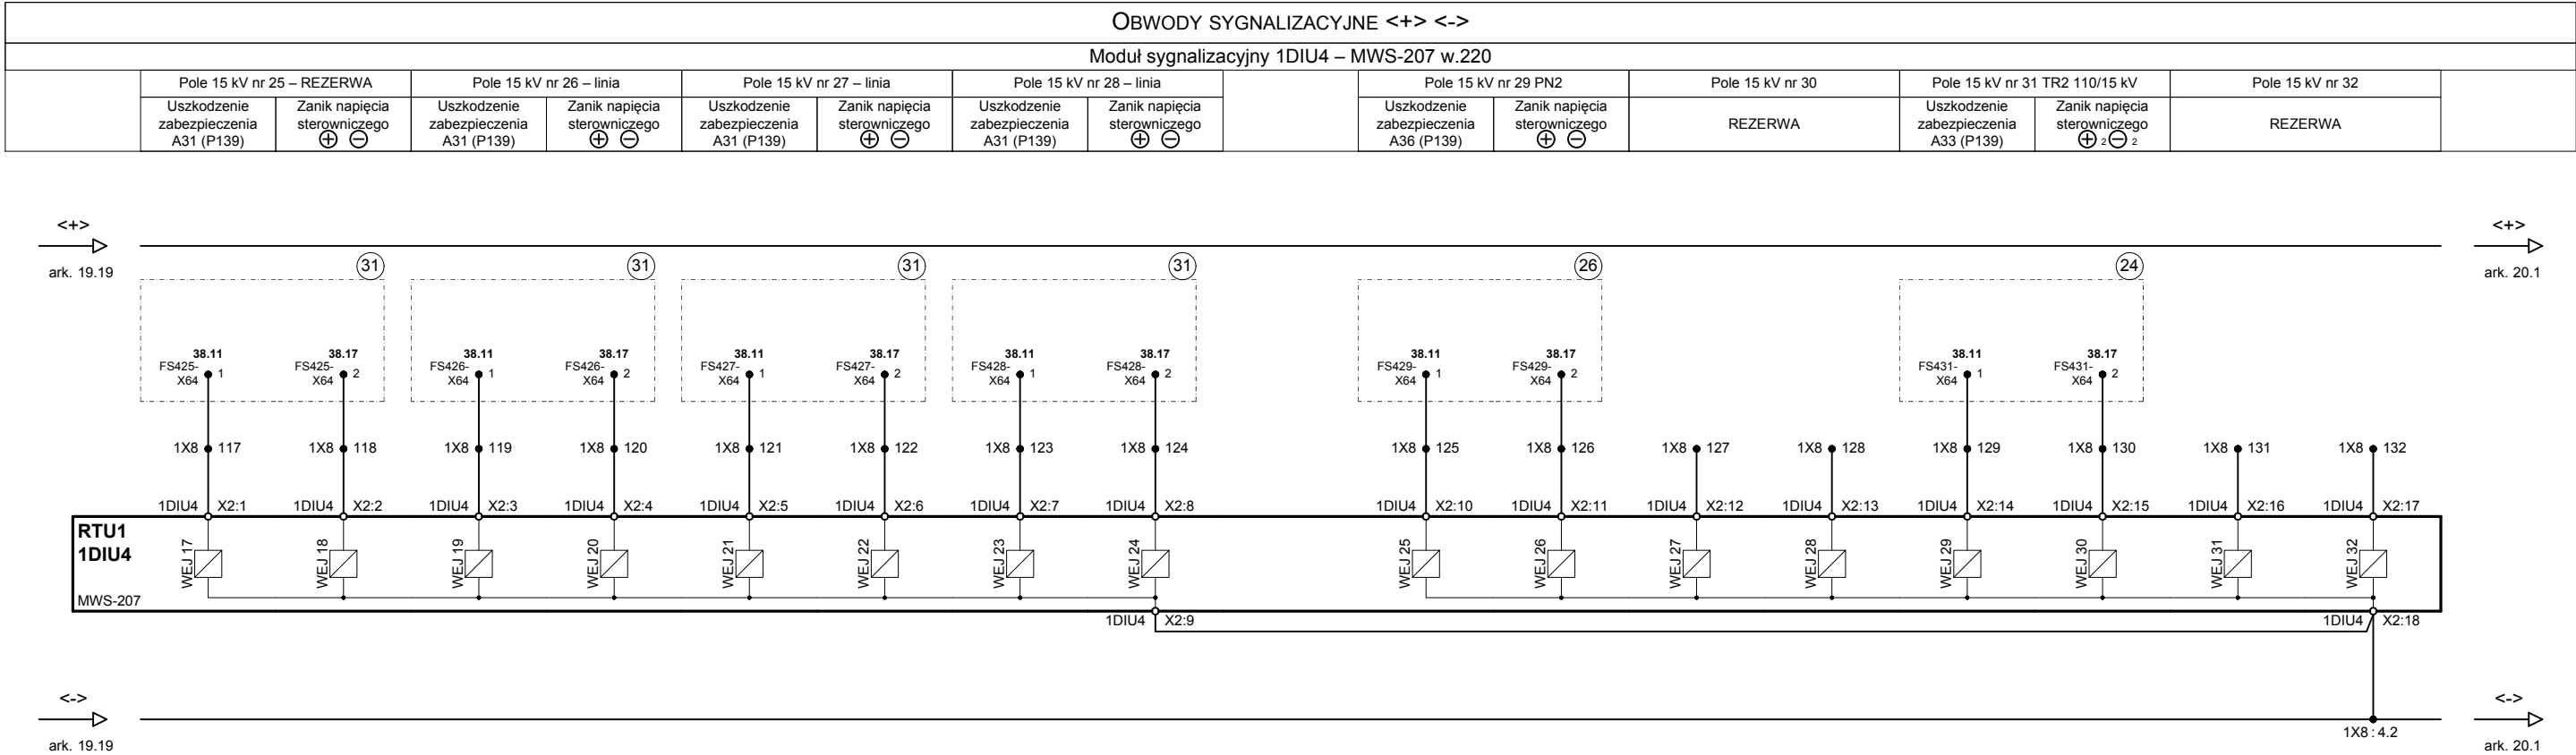 OBWODY SYGNALIZACYJNE <+> <->
Moduł sygnalizacyjny 1DIU4 – MWS-207 w.220
Pole 15 kV nr 25 – REZERWA Pole 15 kV nr 26 – linia Pole 15 kV nr 27 – linia Pole 15 kV nr 28 – linia Pole 15 kV nr 29 PN2 Pole 15 kV nr 30 Pole 15 kV nr 31 TR2 110/15 kV Pole 15 kV nr 32
Uszkodzenie zabezpieczenia A31 (P139)
Zanik napięcia sterowniczego + −
Uszkodzenie zabezpieczenia A31 (P139)
Zanik napięcia sterowniczego + −
Uszkodzenie zabezpieczenia A31 (P139)
Zanik napięcia sterowniczego + −
Uszkodzenie zabezpieczenia A31 (P139)
Zanik napięcia sterowniczego + −
Uszkodzenie zabezpieczenia A36 (P139)
Zanik napięcia sterowniczego + −
REZERWA
Uszkodzenie zabezpieczenia A33 (P139)
Zanik napięcia sterowniczego + 2 − 2
REZERWA
<+> <+>
ark. 19.19 ark. 20.1
31 31 31 31 26 24
38.11 38.17 38.11 38.17 38.11 38.17 38.11 38.17 38.11 38.17 38.11 38.17
FS425-X64 1 FS425-X64 2 FS426-X64 1 FS426-X64 2 FS427-X64 1 FS427-X64 2 FS428-X64 1 FS428-X64 2 FS429-X64 1 FS429-X64 2 FS431-X64 1 FS431-X64 2
1X8 117 1X8 118 1X8 119 1X8 120 1X8 121 1X8 122 1X8 123 1X8 124 1X8 125 1X8 126 1X8 127 1X8 128 1X8 129 1X8 130 1X8 131 1X8 132
1DIU4 X2:1 1DIU4 X2:2 1DIU4 X2:3 1DIU4 X2:4 1DIU4 X2:5 1DIU4 X2:6 1DIU4 X2:7 1DIU4 X2:8 1DIU4 X2:10 1DIU4 X2:11 1DIU4 X2:12 1DIU4 X2:13 1DIU4 X2:14 1DIU4 X2:15 1DIU4 X2:16 1DIU4 X2:17
RTU1
1DIU4
WEJ 17 WEJ 18 WEJ 19 WEJ 20 WEJ 21 WEJ 22 WEJ 23 WEJ 24 WEJ 25 WEJ 26 WEJ 27 WEJ 28 WEJ 29 WEJ 30 WEJ 31 WEJ 32
MWS-207
1DIU4 X2:9 1DIU4 X2:18
<-> <->
1X8 : 4.2
ark. 19.19 ark. 20.1